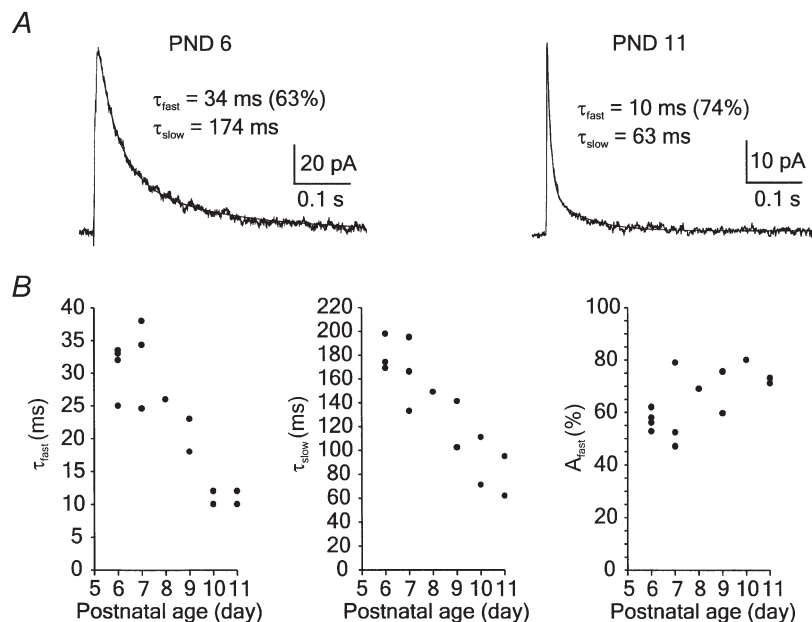 A
PND 6
τfast = 34 ms (63%)
τslow = 174 ms
20 pA
0.1 s
PND 11
τfast = 10 ms (74%)
τslow = 63 ms
10 pA
0.1 s
B
40
35
30
25
20
15
10
5
0
τfast (ms)
5 6 7 8 9 10 11
Postnatal age (day)
220
200
180
160
140
120
100
80
60
40
20
0
τslow (ms)
5 6 7 8 9 10 11
Postnatal age (day)
100
80
60
40
20
0
Afast (%)
5 6 7 8 9 10 11
Postnatal age (day)